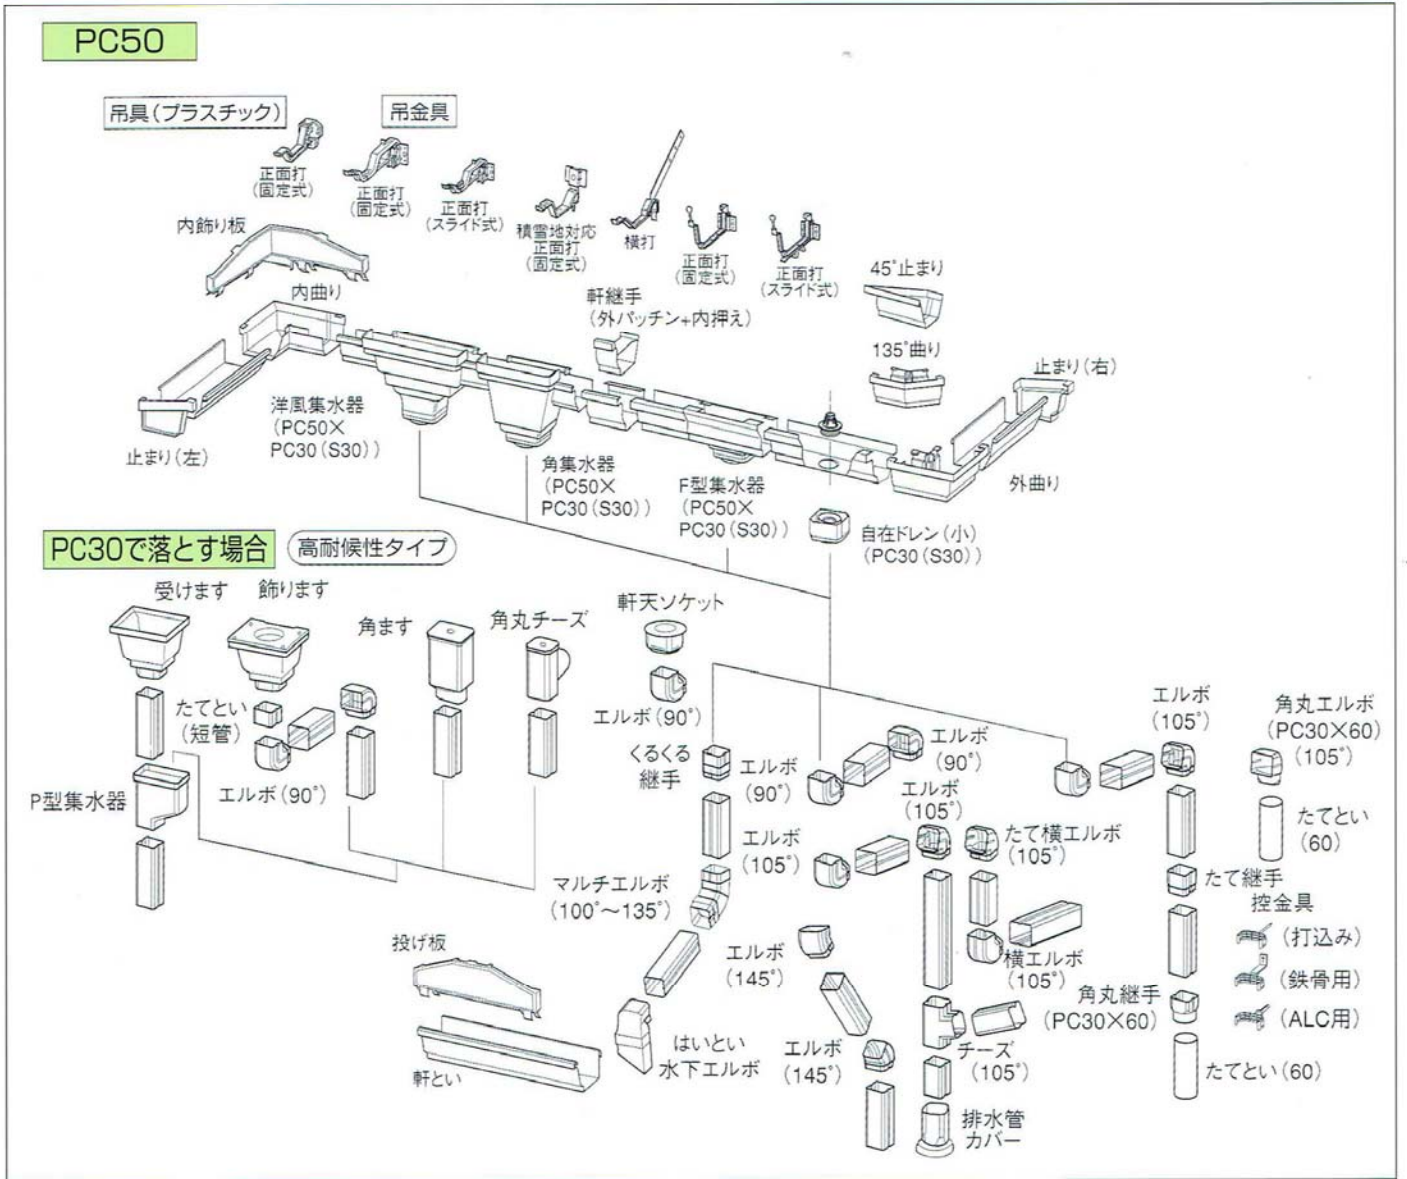 PC50
吊具(プラスチック)
吊金具
正面打
(固定式)
正面打
(固定式)
正面打
(スライド式)
積雪地対応
正面打
(固定式)
横打
正面打
(固定式)
正面打
(スライド式)
内飾り板
内曲り
軒継手
(外パッチン+内押え)
45°止まり
135°曲り
止まり(右)
止まり(左)
洋風集水器
(PC50×
PC30(S30))
角集水器
(PC50×
PC30(S30))
F型集水器
(PC50×
PC30(S30))
外曲り
自在ドレン(小)
(PC30(S30))
PC30で落とす場合
高耐候性タイプ
受けます
飾ります
角ます
角丸チーズ
軒天ソケット
エルボ(90°)
たてとい
(短管)
エルボ(90°)
P型集水器
くるくる
継手
エルボ
(90°)
エルボ
(90°)
エルボ
(105°)
エルボ
(105°)
たて横エルボ
(105°)
エルボ
(105°)
角丸エルボ
(PC30×60)
(105°)
たてとい
(60)
たて継手
控金具
(打込み)
(鉄骨用)
(ALC用)
マルチエルボ
(100°～135°)
投げ板
軒とい
はいとい
水下エルボ
エルボ
(145°)
エルボ
(145°)
横エルボ
(105°)
角丸継手
(PC30×60)
チーズ
(105°)
たてとい(60)
排水管
カバー